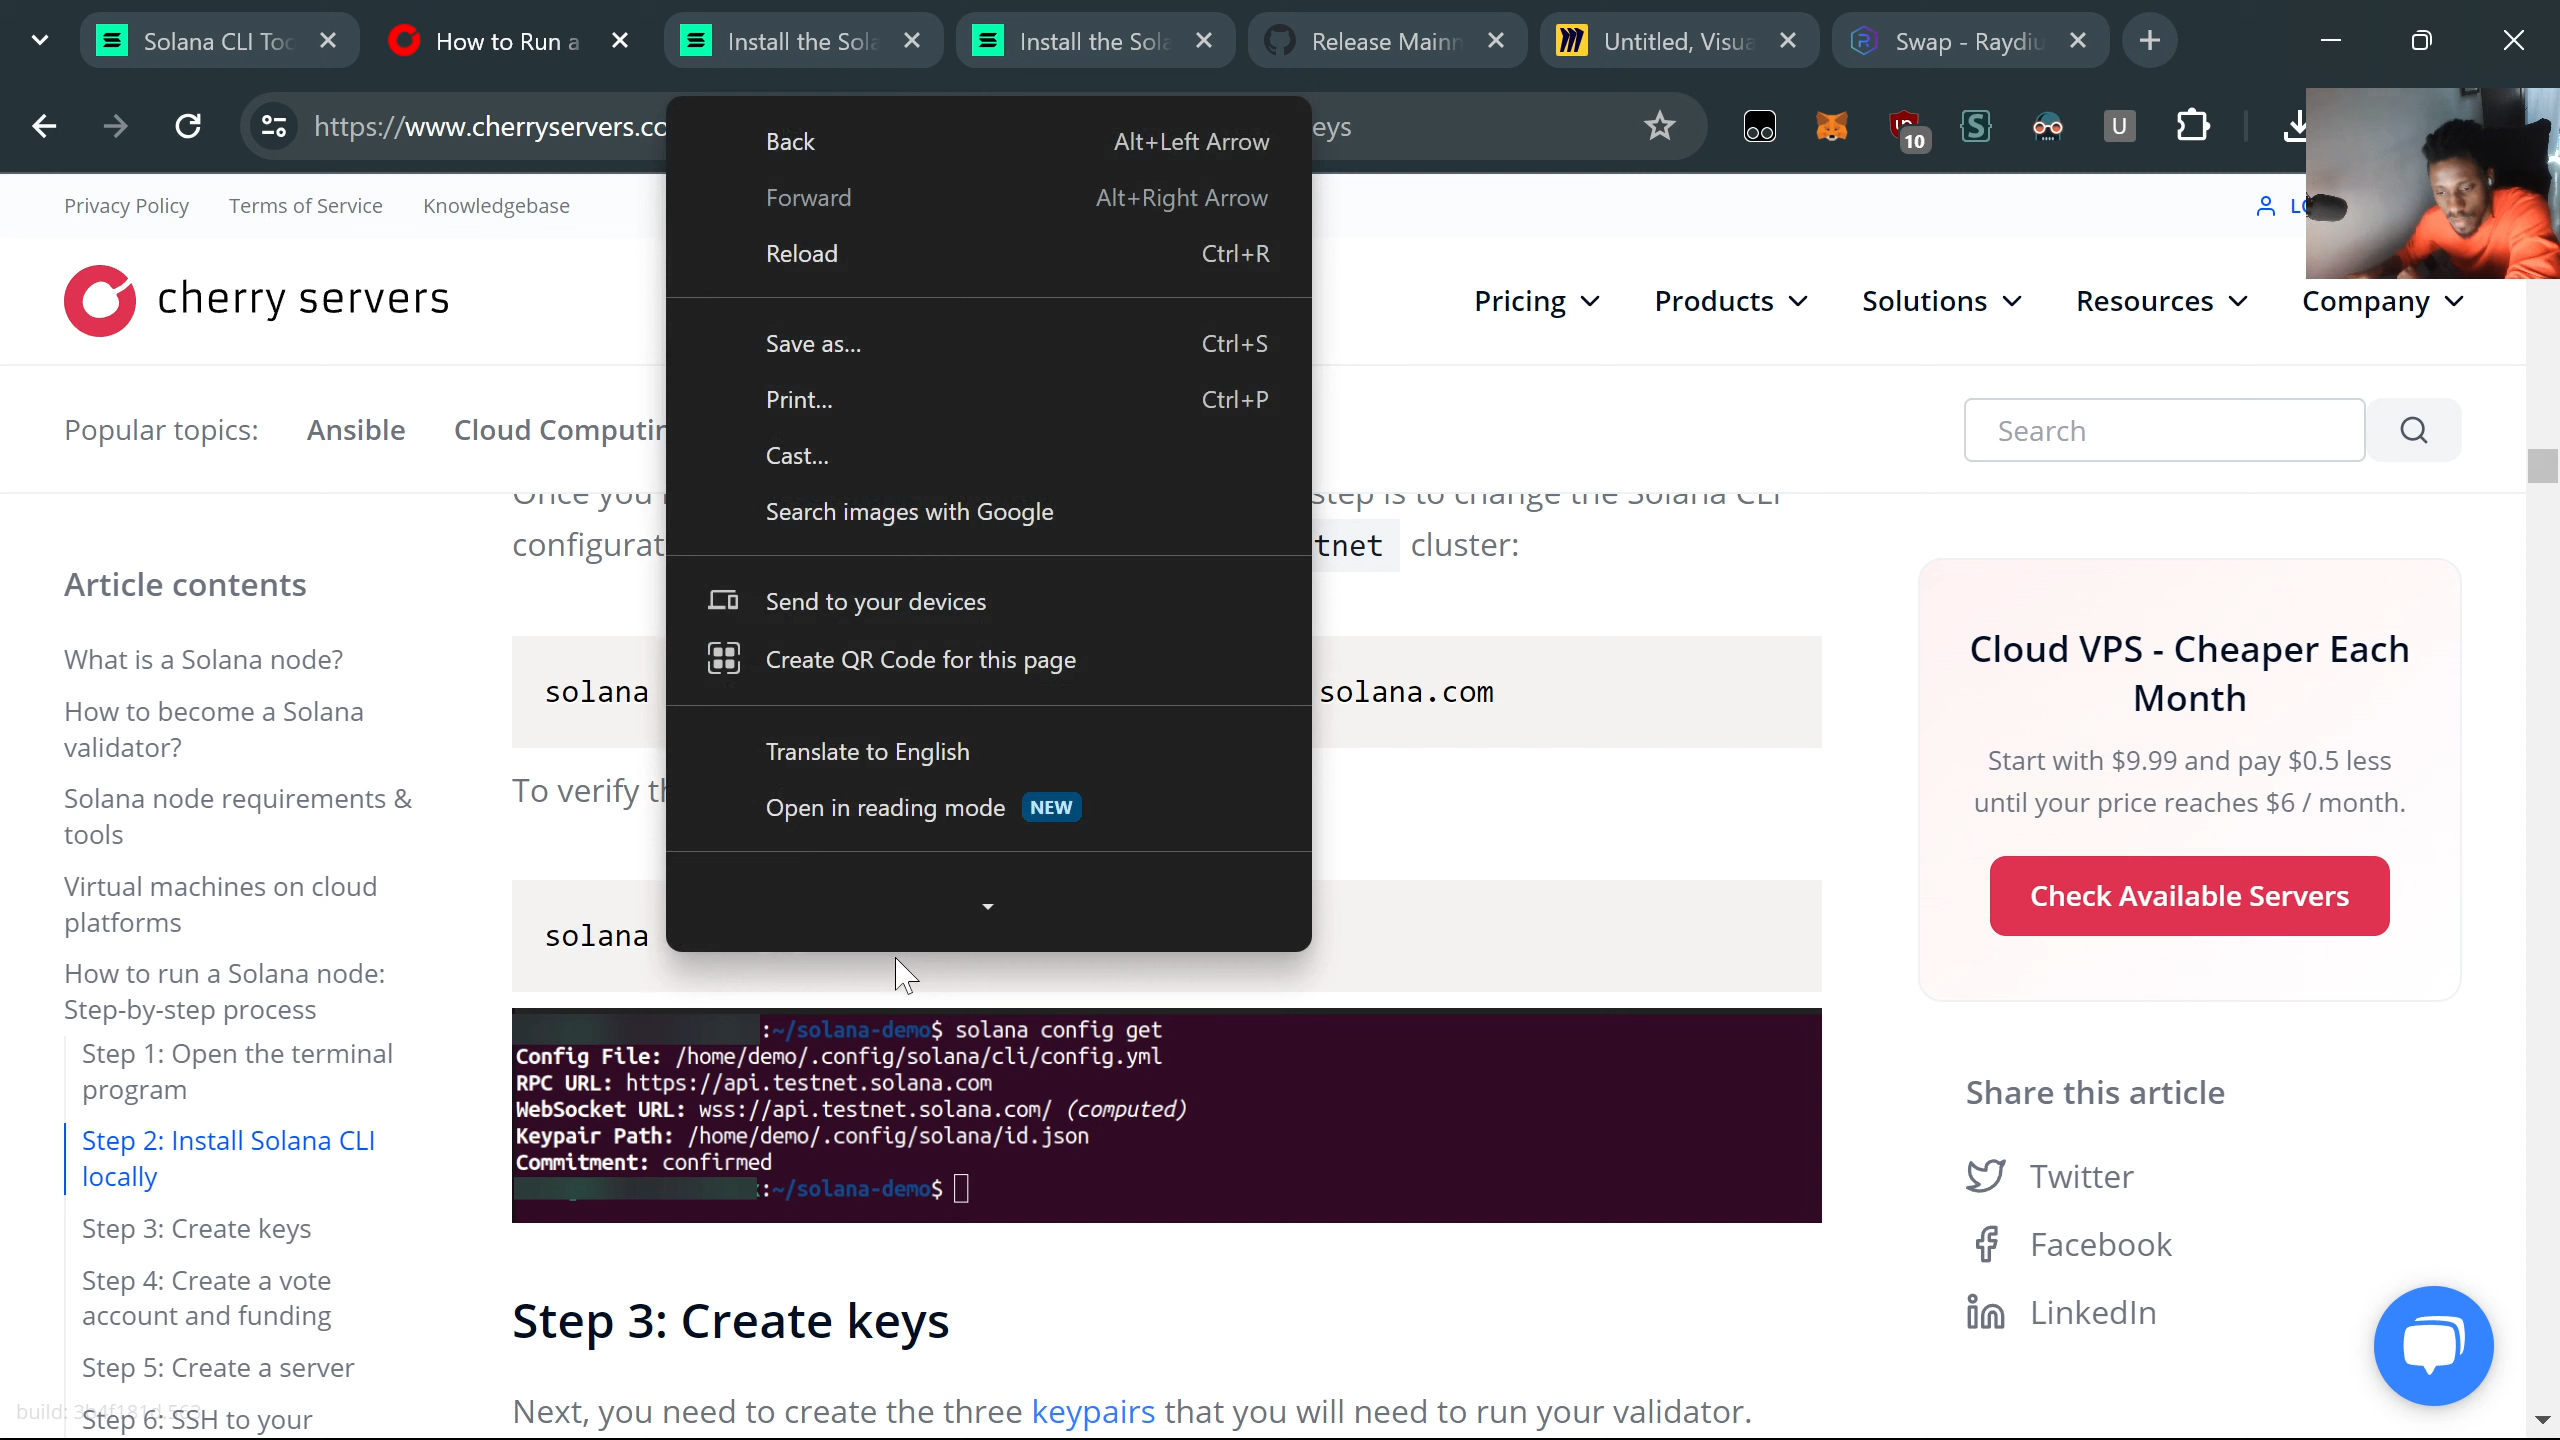 Solana CLI Too
How to Run a
Install the Sola
Install the Sola
Release Mainn
Untitled, Visua
Swap - Raydiu
https://www.cherryservers.co
eys
10
U
Privacy Policy
Terms of Service
Knowledgebase
cherry servers
Pricing
Products
Solutions
Resources
Company
Popular topics:
Ansible
Cloud Computin
Search
Back Alt+Left Arrow
Forward Alt+Right Arrow
Reload Ctrl+R
Save as... Ctrl+S
Print... Ctrl+P
Cast...
Search images with Google
Send to your devices
Create QR Code for this page
Translate to English
Open in reading mode NEW
Article contents
What is a Solana node?
How to become a Solana
validator?
Solana node requirements &
tools
Virtual machines on cloud
platforms
How to run a Solana node:
Step-by-step process
Step 1: Open the terminal
program
Step 2: Install Solana CLI
locally
Step 3: Create keys
Step 4: Create a vote
account and funding
Step 5: Create a server
Step 6: SSH to your
Once you
step is to change the Solana CLI
configurat
tnet cluster:
solana
solana.com
To verify th
solana
:~/solana-demo$ solana config get
Config File: /home/demo/.config/solana/cli/config.yml
RPC URL: https://api.testnet.solana.com
WebSocket URL: wss://api.testnet.solana.com/ (computed)
Keypair Path: /home/demo/.config/solana/id.json
Commitment: confirmed
:~/solana-demo$
Step 3: Create keys
Next, you need to create the three keypairs that you will need to run your validator.
Cloud VPS - Cheaper Each
Month
Start with $9.99 and pay $0.5 less
until your price reaches $6 / month.
Check Available Servers
Share this article
Twitter
Facebook
LinkedIn